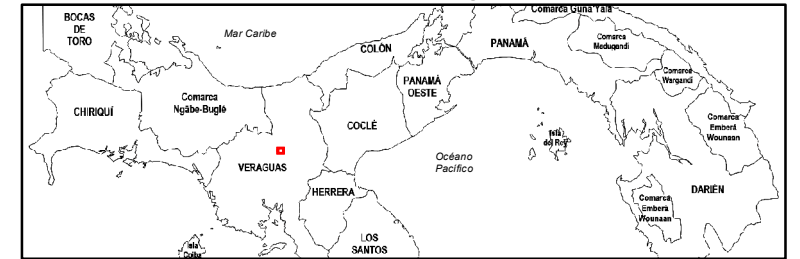 BOCAS
DE
TORO
Mar Caribe
Comarca Guna Yala
COLÓN
PANAMÁ
Comarca
Madugandí
Comarca
Wargandí
PANAMÁ
OESTE
Comarca
Ngäbe-Buglé
CHIRIQUÍ
COCLÉ
Isla
del Rey
Comarca
Emberá
Wounaan
Océano
Pacífico
VERAGUAS
HERRERA
DARIÉN
Comarca
Emberá
Wounaan
LOS
SANTOS
Isla
Coiba